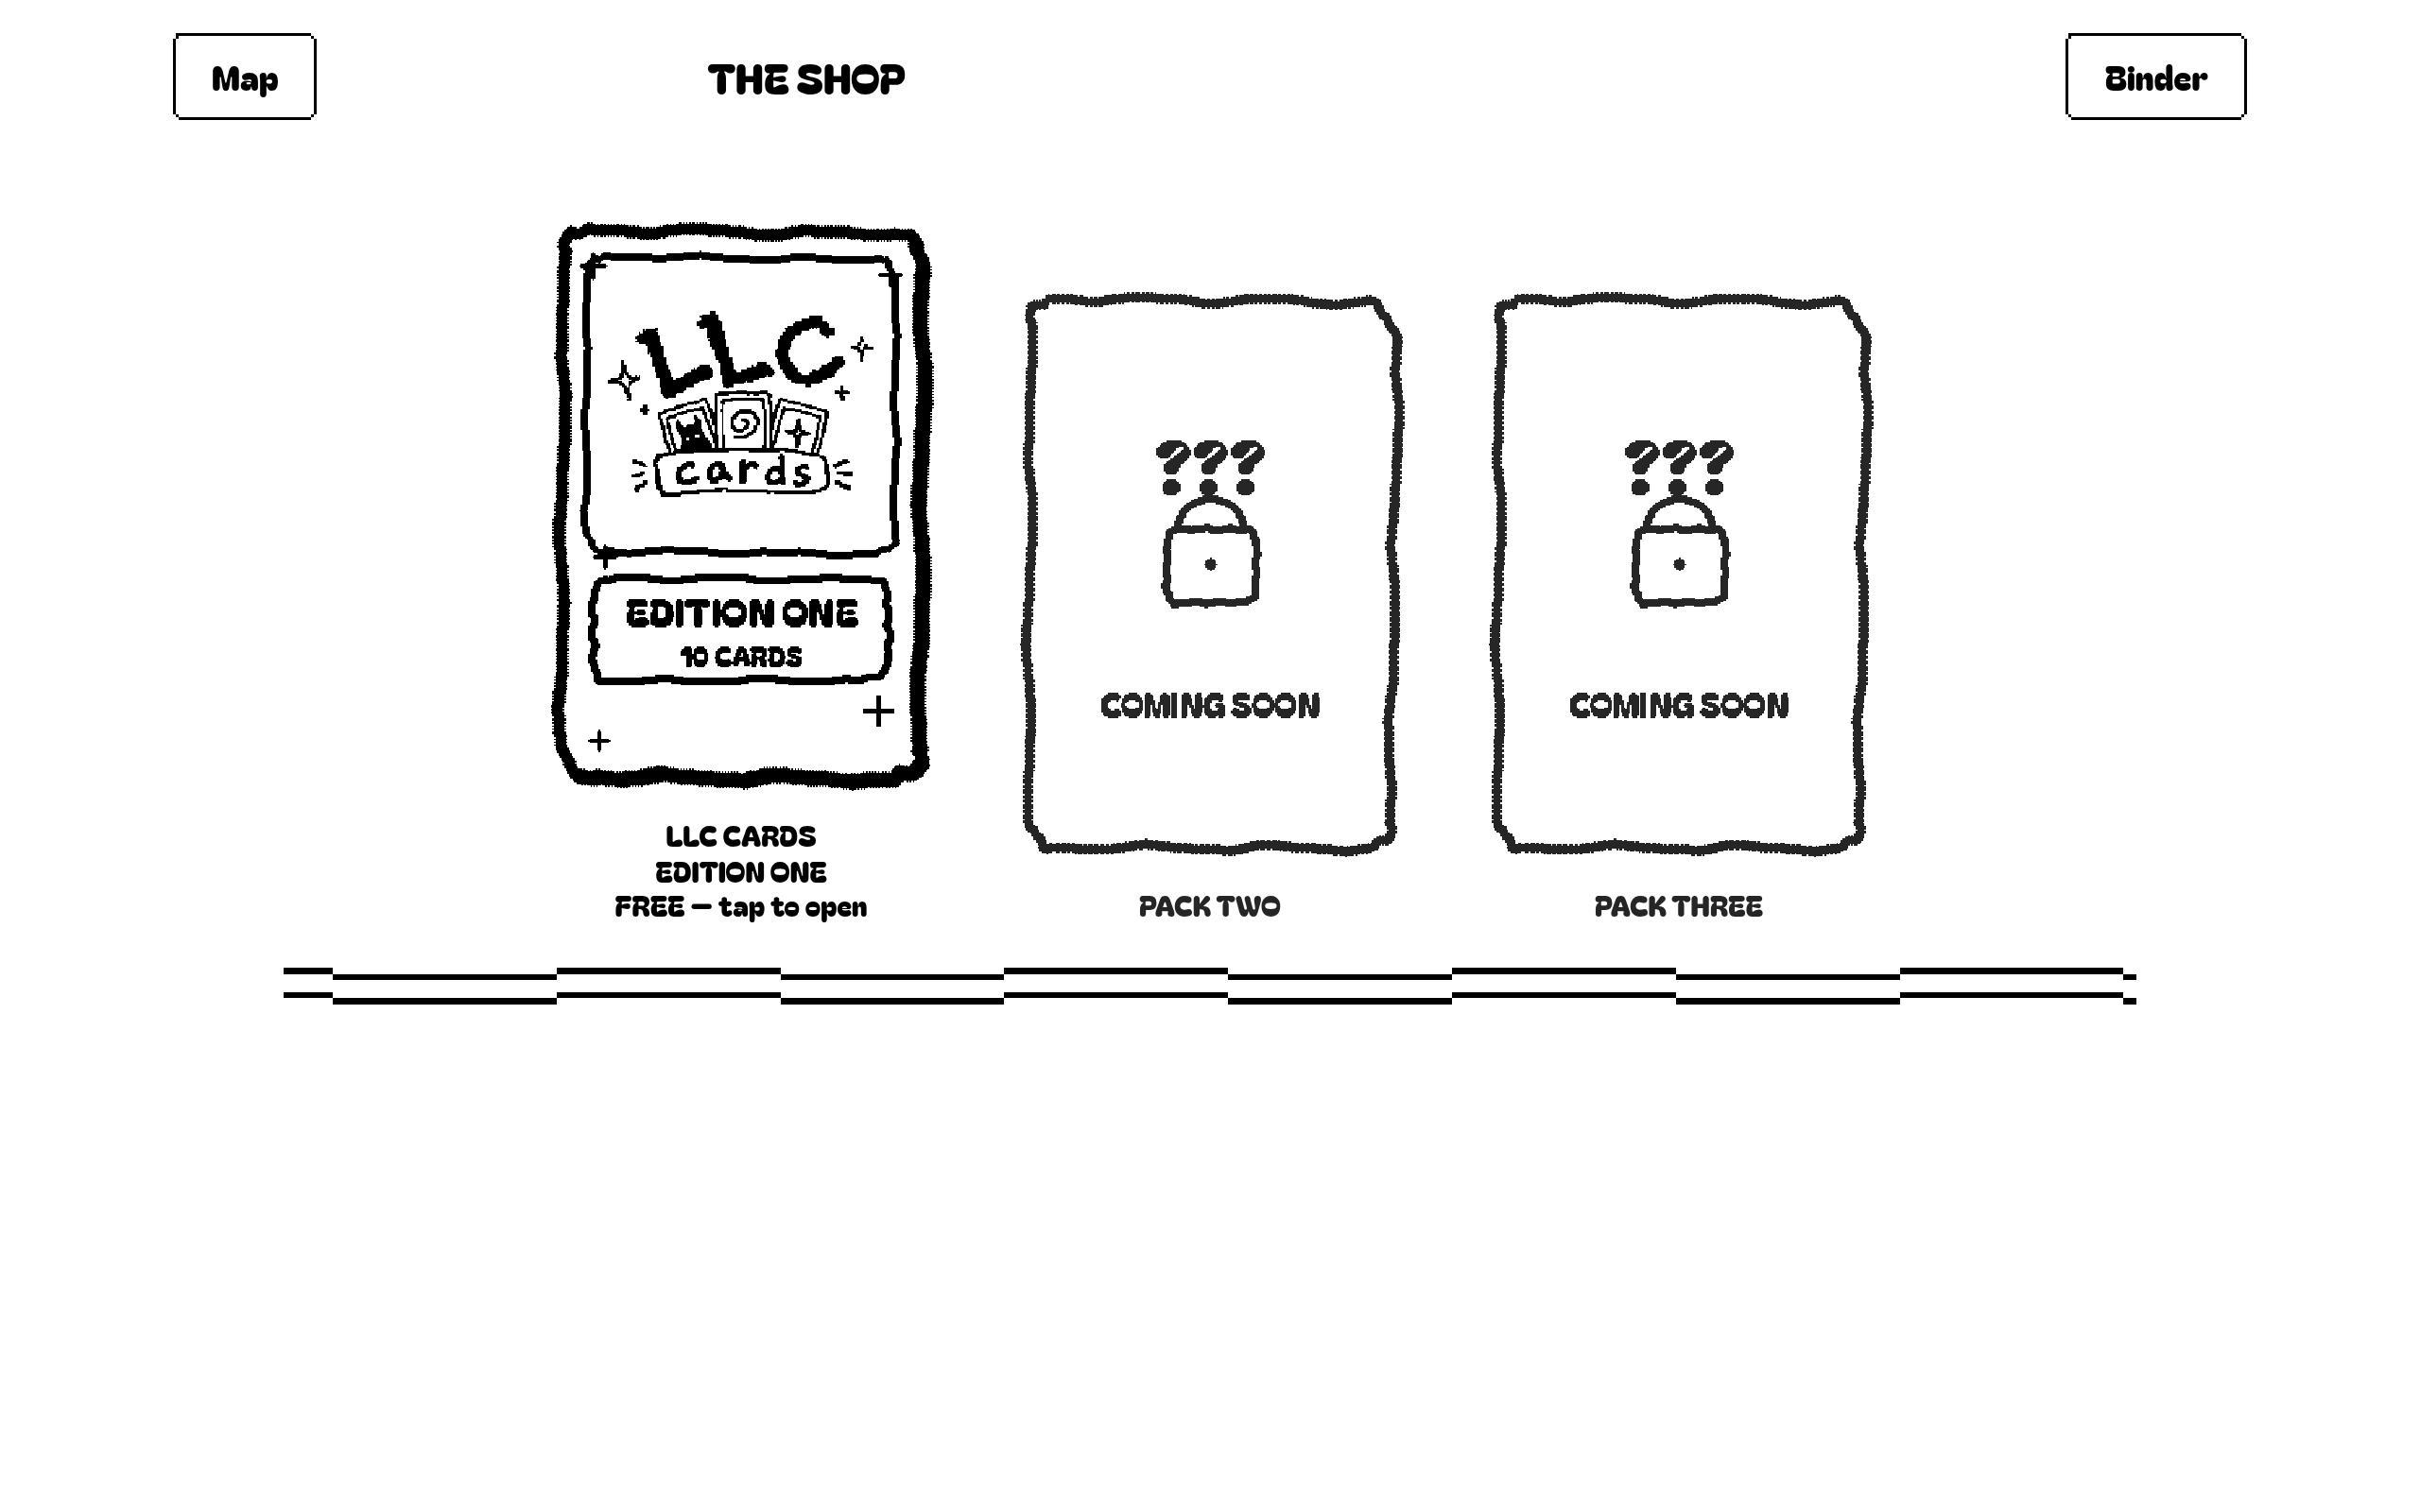 Map
THE SHOP
Binder
LLC
cards
EDITION ONE
10 CARDS
LLC CARDS
EDITION ONE
FREE — tap to open
???
COMING SOON
PACK TWO
???
COMING SOON
PACK THREE